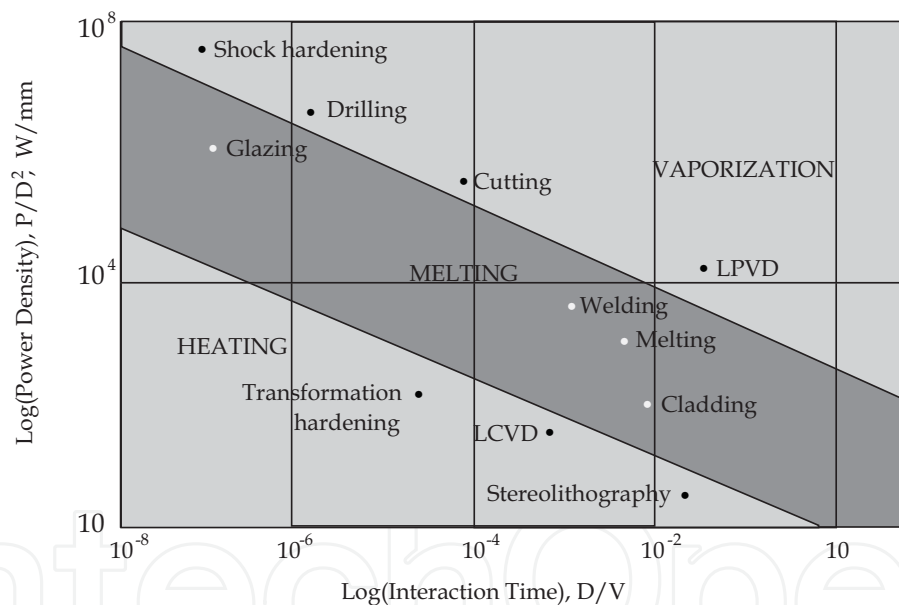 10^8
Shock hardening
Drilling
Glazing
Cutting
VAPORIZATION
LPVD
10^4
MELTING
Welding
Melting
HEATING
Transformation
hardening
Cladding
LCVD
Stereolithography
10
10^-8
10^-6
10^-4
10^-2
10
Log(Interaction Time), D/V
Log(Power Density), P/D^2; W/mm
IntechOpen